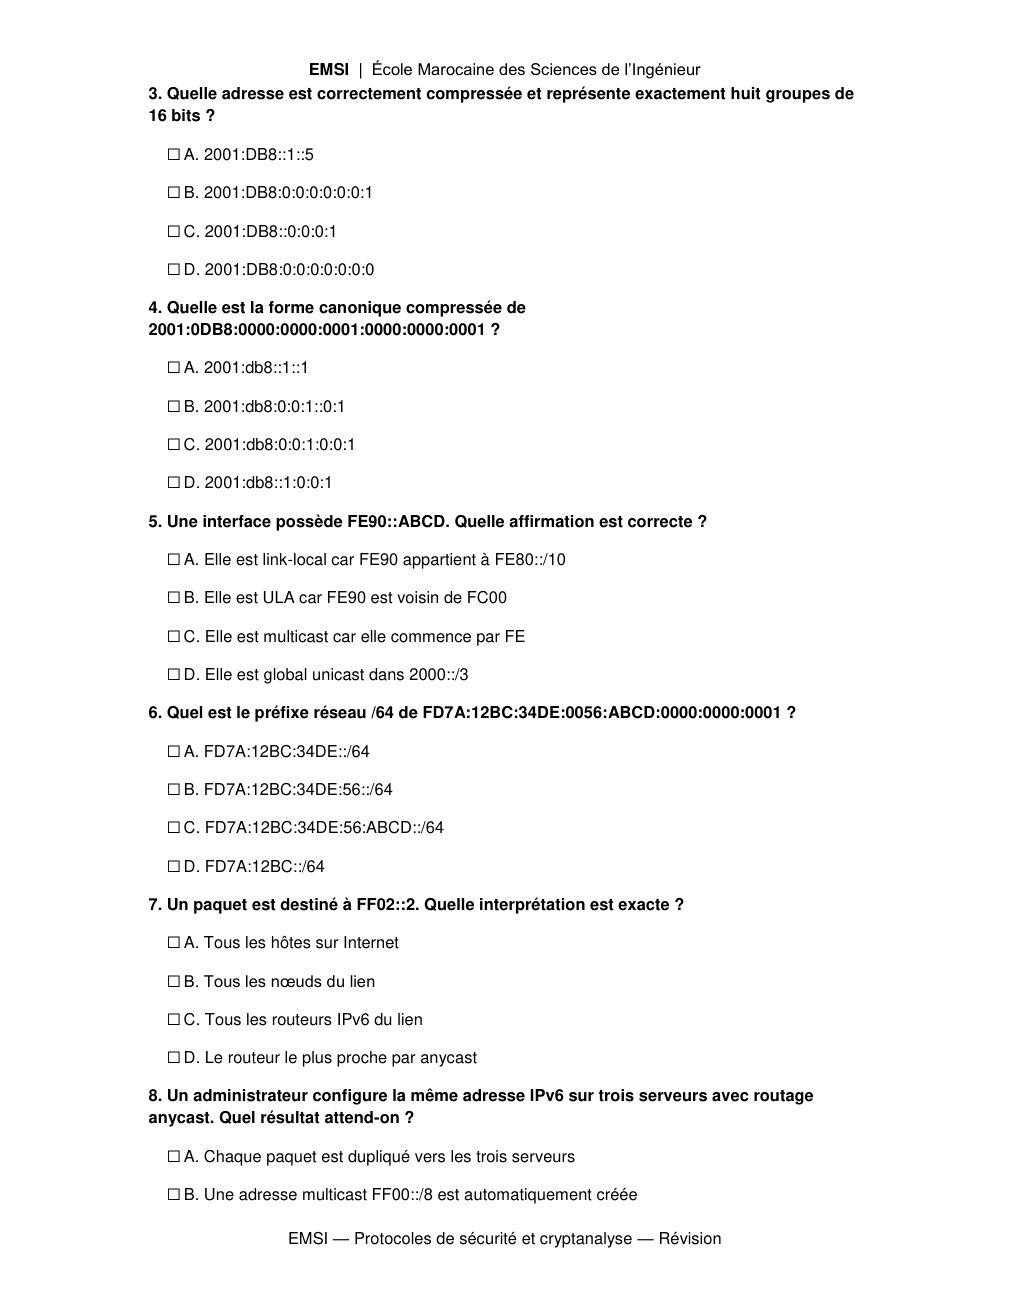 EMSI | École Marocaine des Sciences de l'Ingénieur
3. Quelle adresse est correctement compressée et représente exactement huit groupes de
16 bits ?
☐ A. 2001:DB8::1::5
☐ B. 2001:DB8:0:0:0:0:0:0:1
☐ C. 2001:DB8::0:0:0:1
☐ D. 2001:DB8:0:0:0:0:0:0:0
4. Quelle est la forme canonique compressée de
2001:0DB8:0000:0000:0001:0000:0000:0001 ?
☐ A. 2001:db8::1::1
☐ B. 2001:db8:0:0:1::0:1
☐ C. 2001:db8:0:0:1:0:0:1
☐ D. 2001:db8::1:0:0:1
5. Une interface possède FE90::ABCD. Quelle affirmation est correcte ?
☐ A. Elle est link-local car FE90 appartient à FE80::/10
☐ B. Elle est ULA car FE90 est voisin de FC00
☐ C. Elle est multicast car elle commence par FE
☐ D. Elle est global unicast dans 2000::/3
6. Quel est le préfixe réseau /64 de FD7A:12BC:34DE:0056:ABCD:0000:0000:0001 ?
☐ A. FD7A:12BC:34DE::/64
☐ B. FD7A:12BC:34DE:56::/64
☐ C. FD7A:12BC:34DE:56:ABCD::/64
☐ D. FD7A:12BC::/64
7. Un paquet est destiné à FF02::2. Quelle interprétation est exacte ?
☐ A. Tous les hôtes sur Internet
☐ B. Tous les nœuds du lien
☐ C. Tous les routeurs IPv6 du lien
☐ D. Le routeur le plus proche par anycast
8. Un administrateur configure la même adresse IPv6 sur trois serveurs avec routage
anycast. Quel résultat attend-on ?
☐ A. Chaque paquet est dupliqué vers les trois serveurs
☐ B. Une adresse multicast FF00::/8 est automatiquement créée
EMSI — Protocoles de sécurité et cryptanalyse — Révision